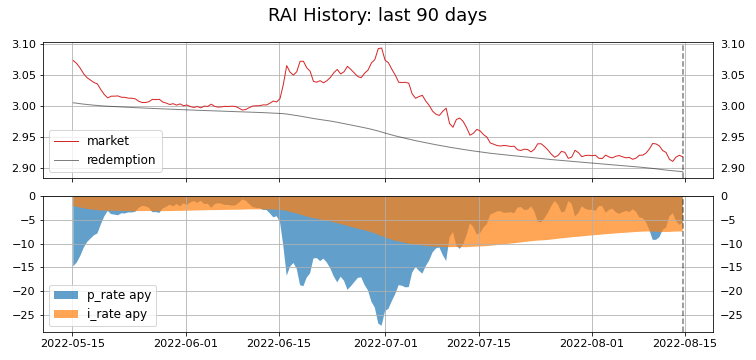 RAI History: last 90 days
3.10 3.10
3.05 3.05
3.00 3.00
2.95 2.95
2.90 2.90
market
redemption
0 0
−5 −5
−10 −10
−15 −15
−20 −20
−25 −25
p_rate apy
i_rate apy
2022-05-15 2022-06-01 2022-06-15 2022-07-01 2022-07-15 2022-08-01 2022-08-15